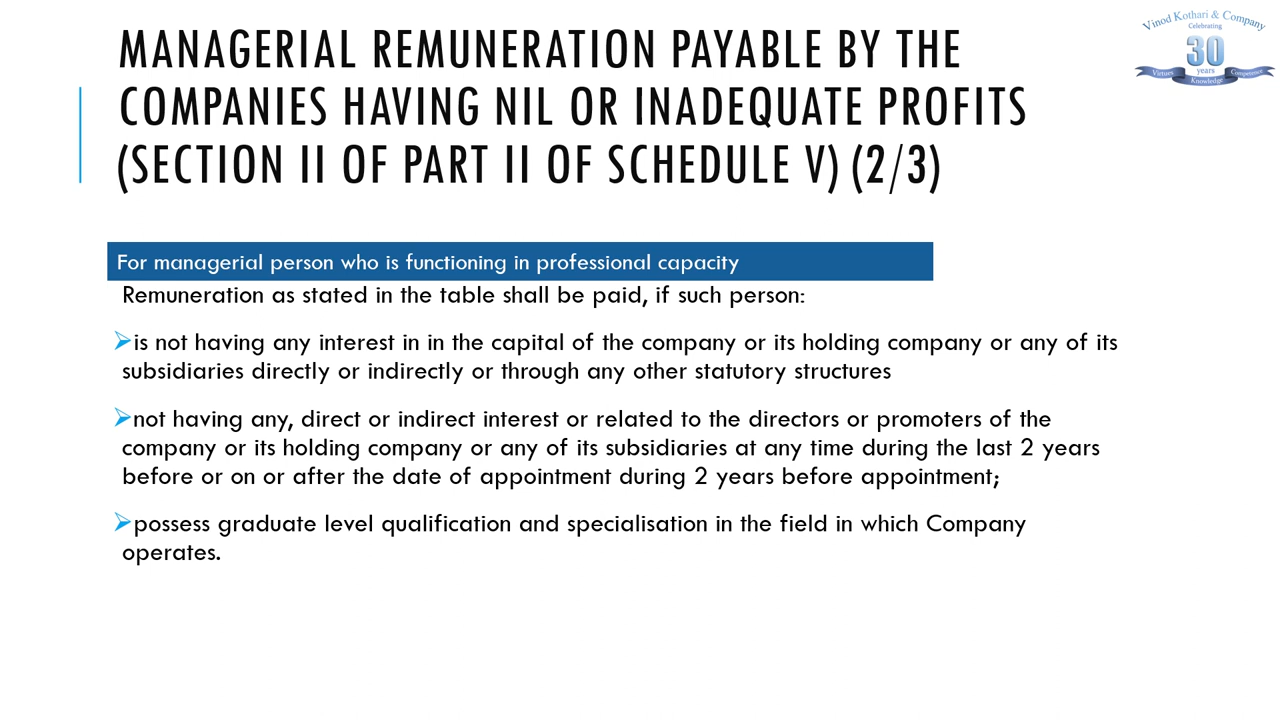 MANAGERIAL REMUNERATION PAYABLE BY THE
COMPANIES HAVING NIL OR INADEQUATE PROFITS
(SECTION II OF PART II OF SCHEDULE V) (2/3)
Vinod Kothari & Company
Celebrating
30
years
Virtues Knowledge Competence
For managerial person who is functioning in professional capacity
Remuneration as stated in the table shall be paid, if such person:
is not having any interest in in the capital of the company or its holding company or any of its
subsidiaries directly or indirectly or through any other statutory structures
not having any, direct or indirect interest or related to the directors or promoters of the
company or its holding company or any of its subsidiaries at any time during the last 2 years
before or on or after the date of appointment during 2 years before appointment;
possess graduate level qualification and specialisation in the field in which Company
operates.